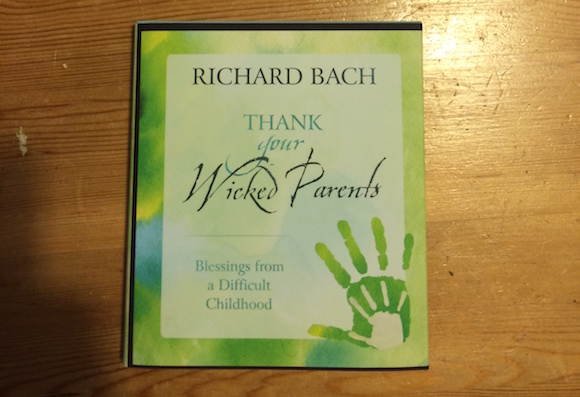 RICHARD BACH
THANK
your
Wicked Parents
Blessings from
a Difficult
Childhood